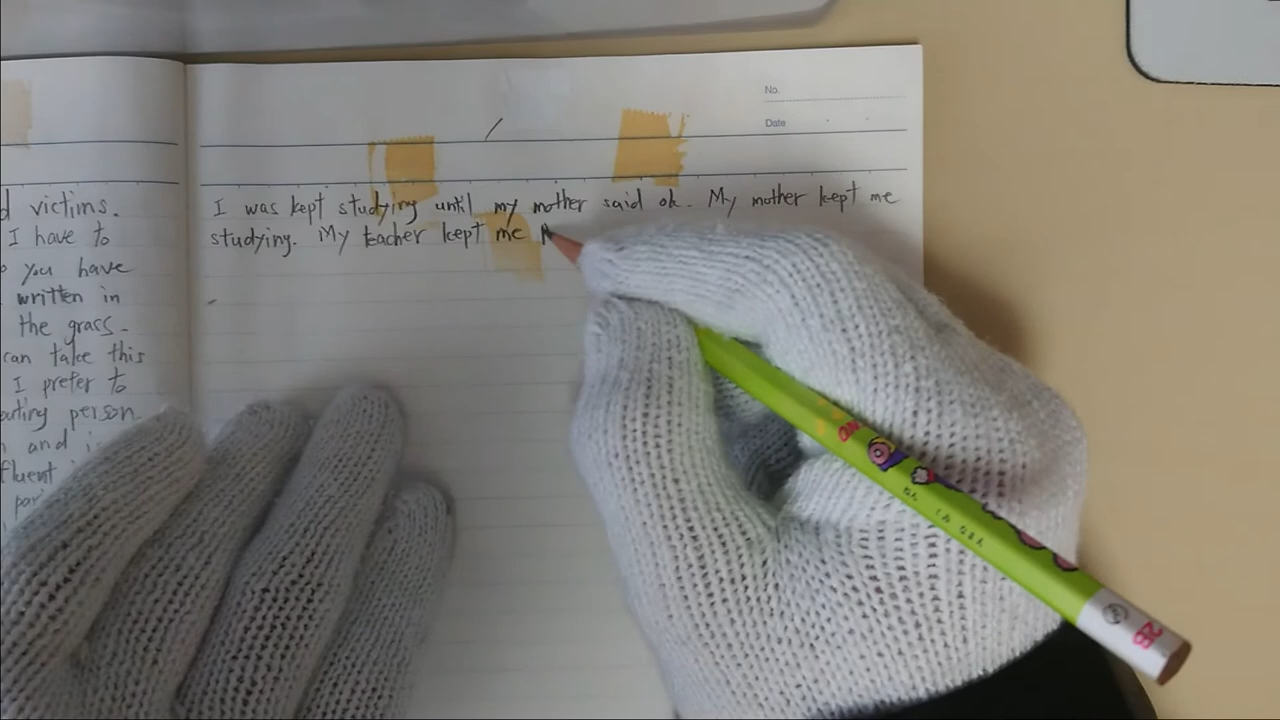 No.
Date
I was kept studying until my mother said ok. My mother kept me
studying. My teacher kept me
d victims.
I have to
you have
written in
the grass.
can take this
I prefer to
person
and
fluent
2B